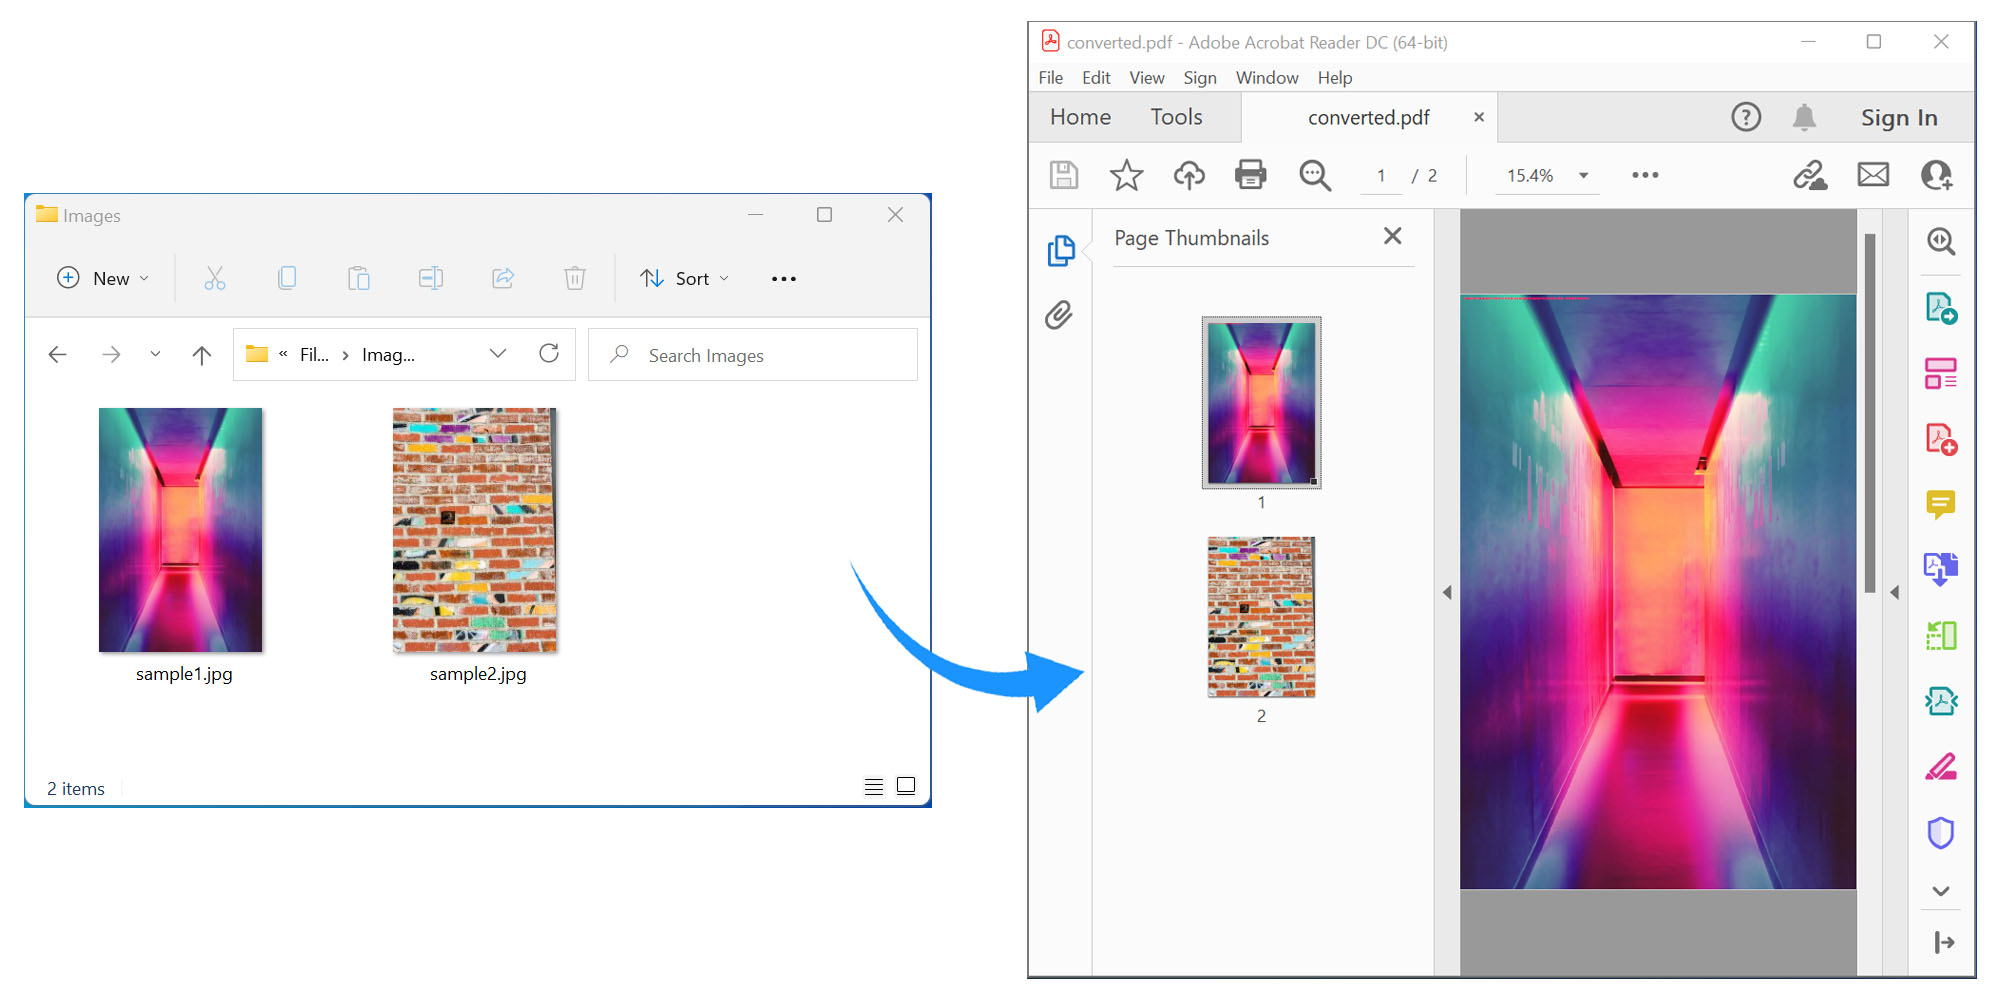 Images
New
Sort
« Fil... › Imag...
Search Images
sample1.jpg
sample2.jpg
2 items
converted.pdf - Adobe Acrobat Reader DC (64-bit)
File Edit View Sign Window Help
Home Tools converted.pdf × Sign In
1 / 2 15.4%
Page Thumbnails
1
2